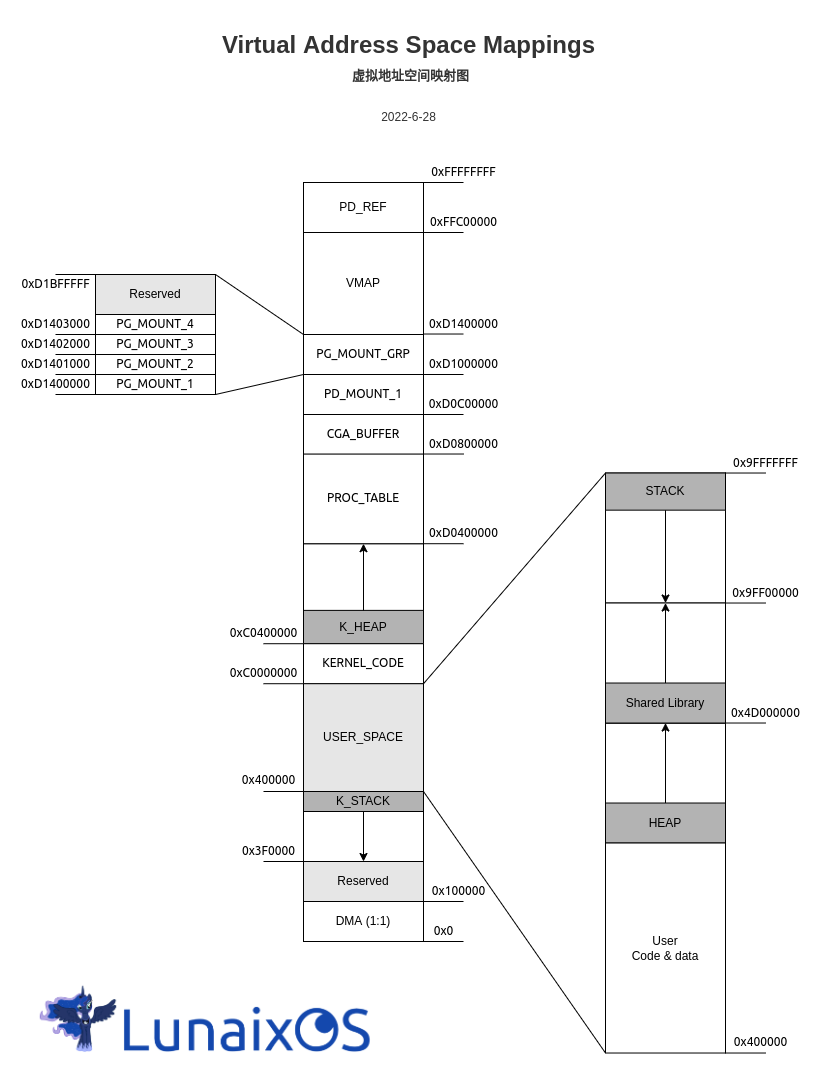 Virtual Address Space Mappings
虚拟地址空间映射图
2022-6-28
0xFFFFFFFF
PD_REF
0xFFC00000
VMAP
0xD1400000
PG_MOUNT_GRP
0xD1000000
PD_MOUNT_1
0xD0C00000
CGA_BUFFER
0xD0800000
PROC_TABLE
0xD0400000
K_HEAP
0xC0400000
KERNEL_CODE
0xC0000000
USER_SPACE
0x400000
K_STACK
0x3F0000
Reserved
0x100000
DMA (1:1)
0x0
0xD1BFFFFF
Reserved
0xD1403000
PG_MOUNT_4
0xD1402000
PG_MOUNT_3
0xD1401000
PG_MOUNT_2
0xD1400000
PG_MOUNT_1
0x9FFFFFFF
STACK
0x9FF00000
Shared Library
0x4D000000
HEAP
User
Code & data
0x400000
LunaixOS